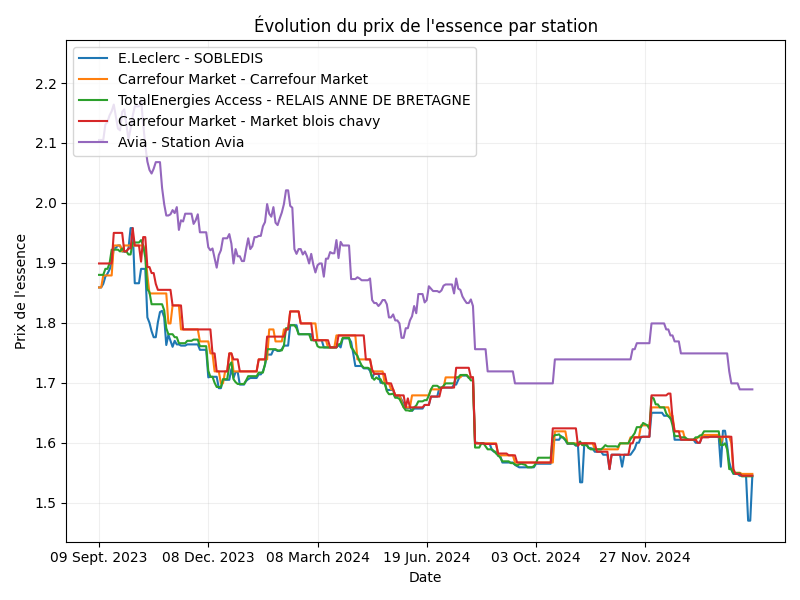 Évolution du prix de l'essence par station
E.Leclerc - SOBLEDIS
Carrefour Market - Carrefour Market
TotalEnergies Access - RELAIS ANNE DE BRETAGNE
Carrefour Market - Market blois chavy
Avia - Station Avia
Prix de l'essence
2.2
2.1
2.0
1.9
1.8
1.7
1.6
1.5
09 Sept. 2023 08 Dec. 2023 08 March 2024 19 Jun. 2024 03 Oct. 2024 27 Nov. 2024
Date